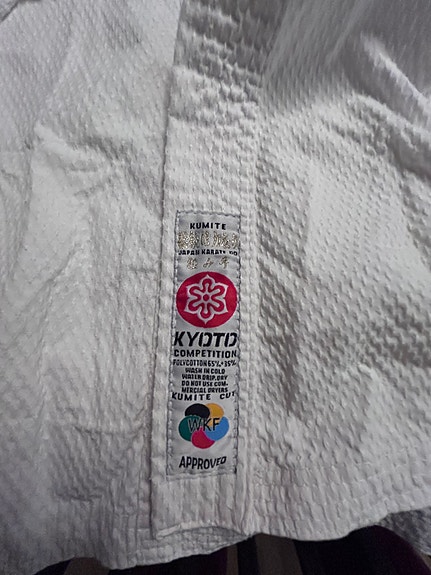 KUMITE
JAPAN KARATE DO
KYOTO
COMPETITION
POLYCOTTON 65%+35%
WASH IN COLD
WATER DRIP.DRY
DO NOT USE COM.
MERCIAL DRYERS
KUMITE CUT
WKF
APPROVED